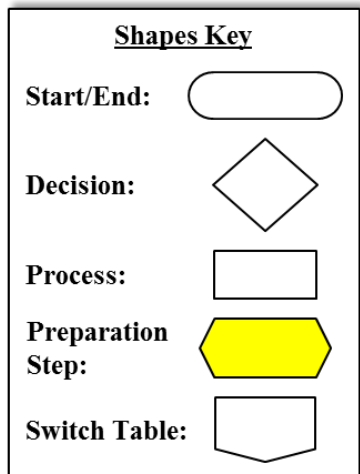 Shapes Key
Start/End:
Decision:
Process:
Preparation
Step:
Switch Table: